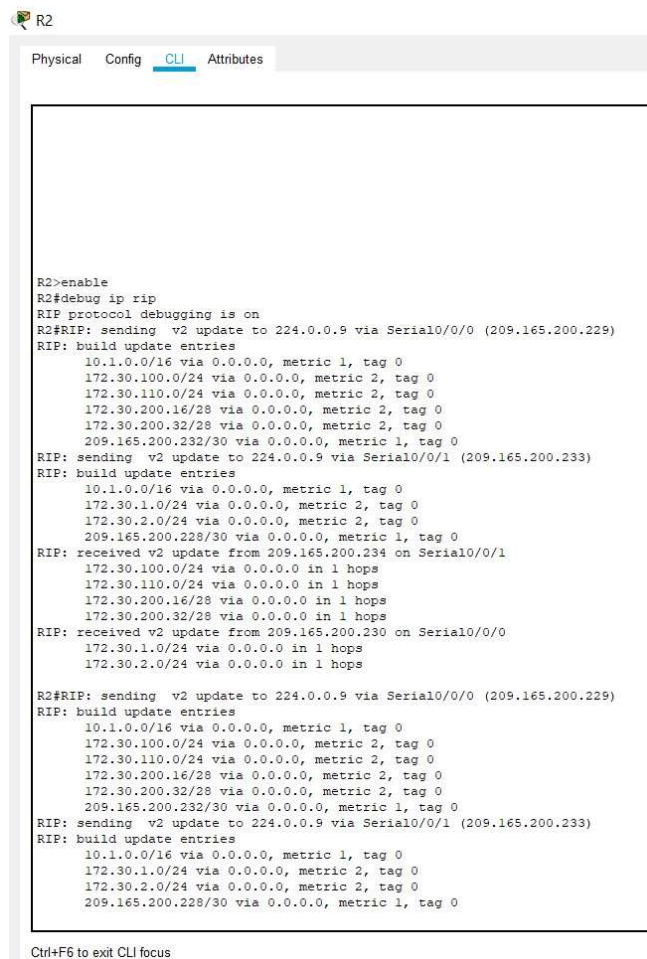 R2
Physical Config CLI Attributes
R2>enable
R2#debug ip rip
RIP protocol debugging is on
R2#RIP: sending  v2 update to 224.0.0.9 via Serial0/0/0 (209.165.200.229)
RIP: build update entries
      10.1.0.0/16 via 0.0.0.0, metric 1, tag 0
      172.30.100.0/24 via 0.0.0.0, metric 2, tag 0
      172.30.110.0/24 via 0.0.0.0, metric 2, tag 0
      172.30.200.16/28 via 0.0.0.0, metric 2, tag 0
      172.30.200.32/28 via 0.0.0.0, metric 2, tag 0
      209.165.200.232/30 via 0.0.0.0, metric 1, tag 0
RIP: sending  v2 update to 224.0.0.9 via Serial0/0/1 (209.165.200.233)
RIP: build update entries
      10.1.0.0/16 via 0.0.0.0, metric 1, tag 0
      172.30.1.0/24 via 0.0.0.0, metric 2, tag 0
      172.30.2.0/24 via 0.0.0.0, metric 2, tag 0
      209.165.200.228/30 via 0.0.0.0, metric 1, tag 0
RIP: received v2 update from 209.165.200.234 on Serial0/0/1
      172.30.100.0/24 via 0.0.0.0 in 1 hops
      172.30.110.0/24 via 0.0.0.0 in 1 hops
      172.30.200.16/28 via 0.0.0.0 in 1 hops
      172.30.200.32/28 via 0.0.0.0 in 1 hops
RIP: received v2 update from 209.165.200.230 on Serial0/0/0
      172.30.1.0/24 via 0.0.0.0 in 1 hops
      172.30.2.0/24 via 0.0.0.0 in 1 hops
R2#RIP: sending  v2 update to 224.0.0.9 via Serial0/0/0 (209.165.200.229)
RIP: build update entries
      10.1.0.0/16 via 0.0.0.0, metric 1, tag 0
      172.30.100.0/24 via 0.0.0.0, metric 2, tag 0
      172.30.110.0/24 via 0.0.0.0, metric 2, tag 0
      172.30.200.16/28 via 0.0.0.0, metric 2, tag 0
      172.30.200.32/28 via 0.0.0.0, metric 2, tag 0
      209.165.200.232/30 via 0.0.0.0, metric 1, tag 0
RIP: sending  v2 update to 224.0.0.9 via Serial0/0/1 (209.165.200.233)
RIP: build update entries
      10.1.0.0/16 via 0.0.0.0, metric 1, tag 0
      172.30.1.0/24 via 0.0.0.0, metric 2, tag 0
      172.30.2.0/24 via 0.0.0.0, metric 2, tag 0
      209.165.200.228/30 via 0.0.0.0, metric 1, tag 0
Ctrl+F6 to exit CLI focus